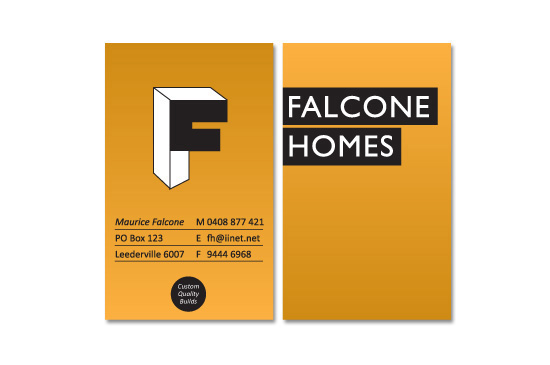 F
Maurice Falcone M 0408 877 421
PO Box 123 E fh@iinet.net
Leederville 6007 F 9444 6968
Custom
Quality
Builds
FALCONE
HOMES